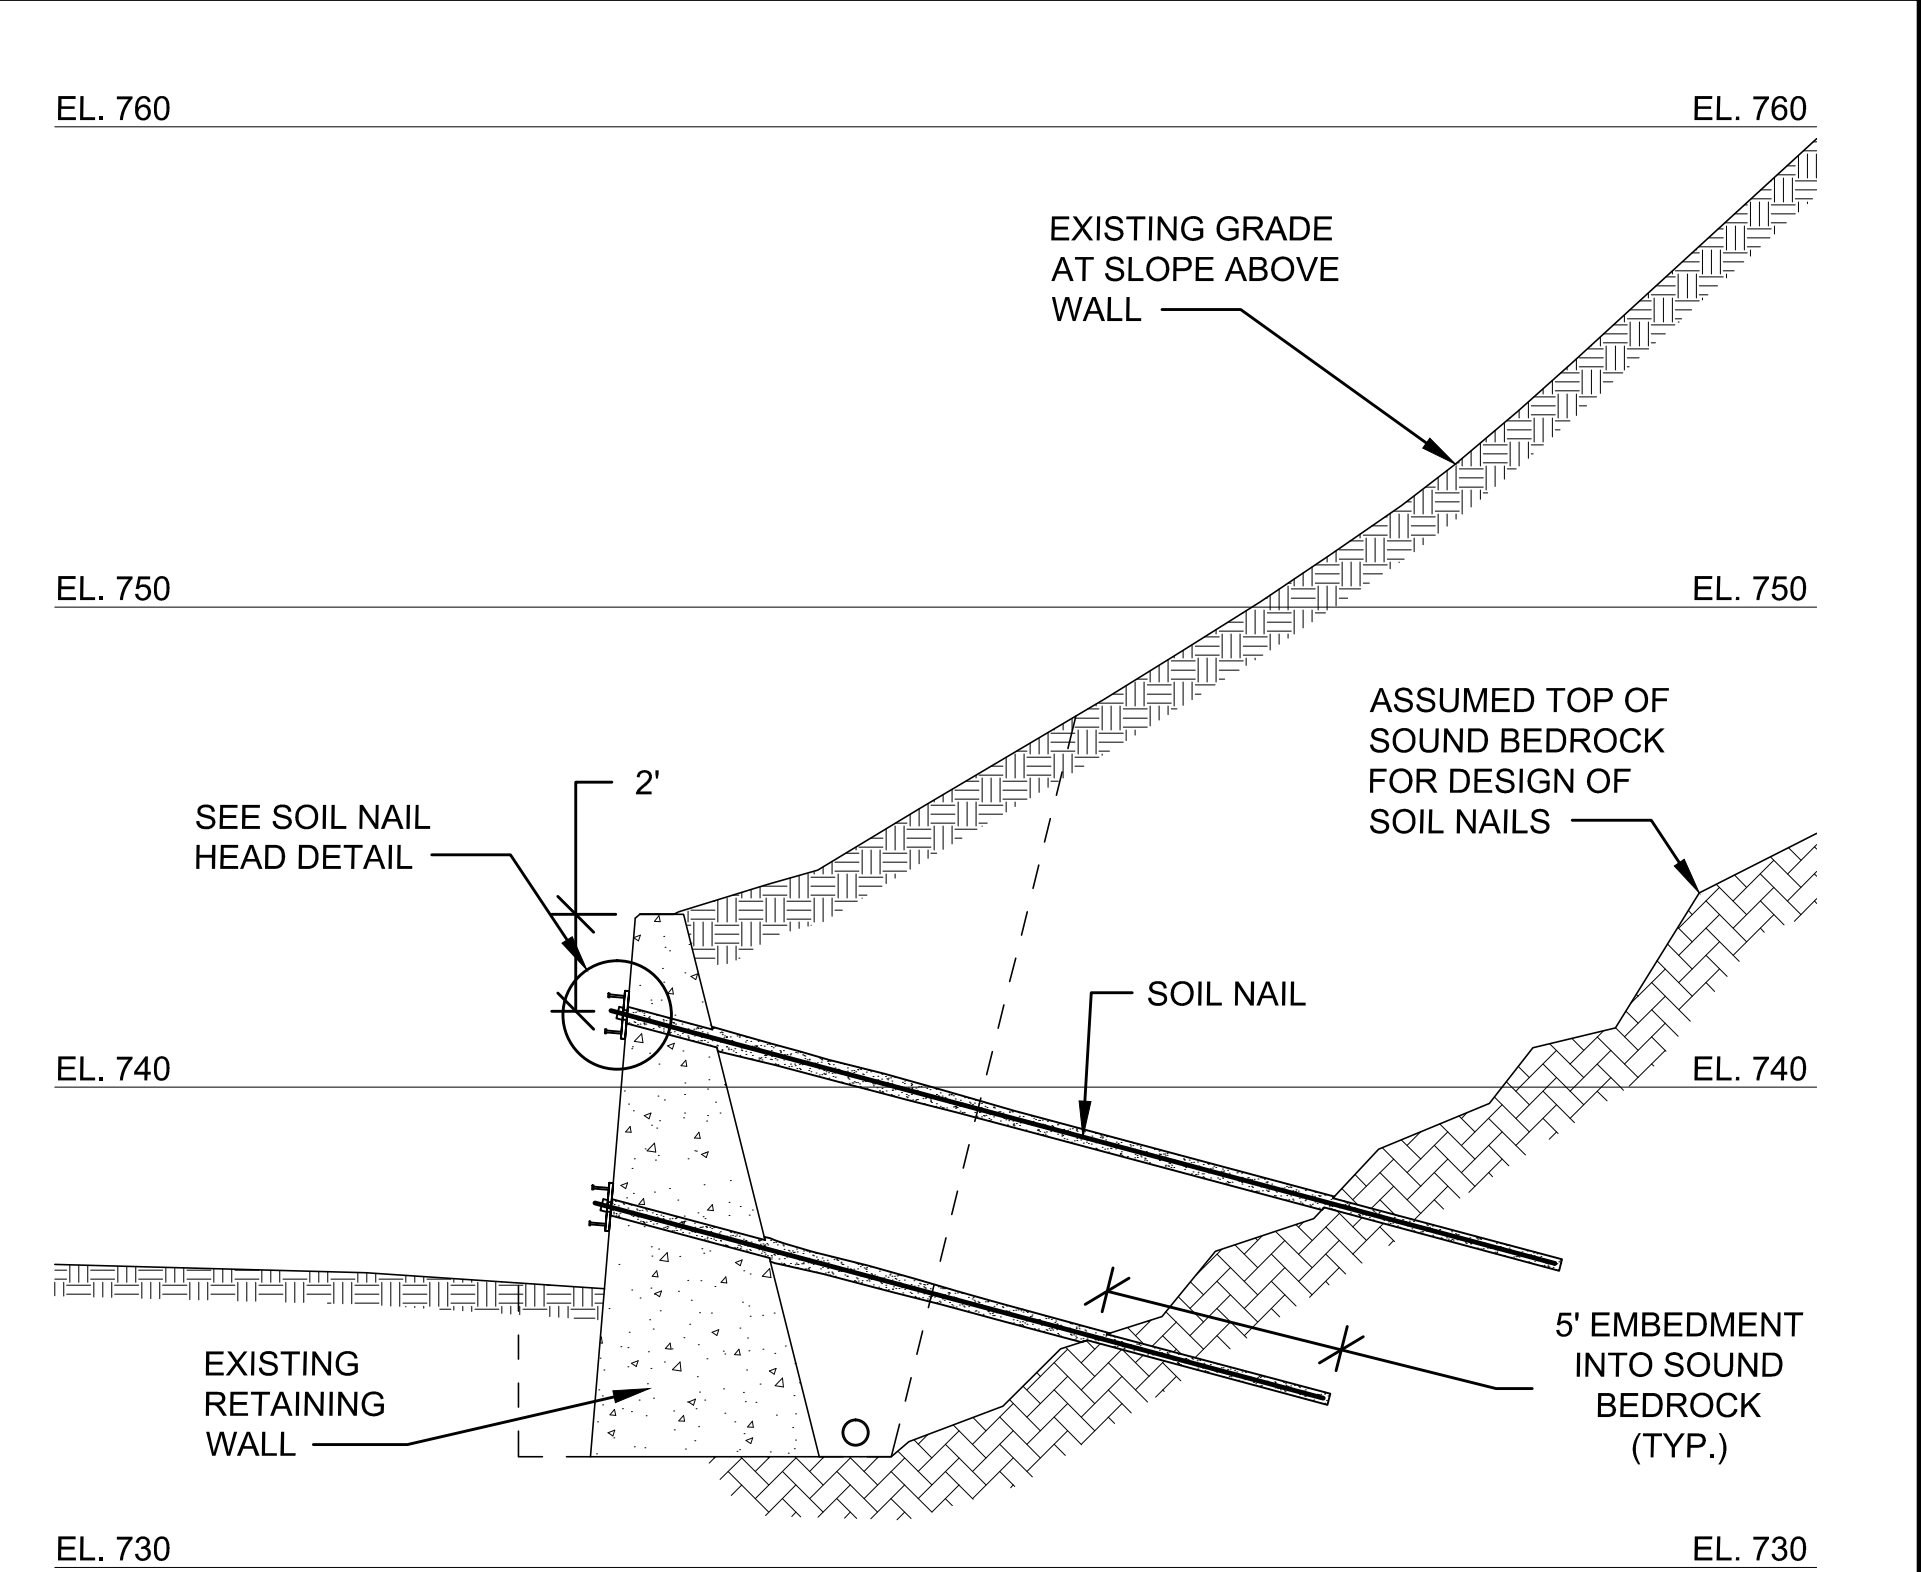 EL. 760
EL. 760
EXISTING GRADE
AT SLOPE ABOVE
WALL
EL. 750
EL. 750
ASSUMED TOP OF
SOUND BEDROCK
FOR DESIGN OF
SOIL NAILS
2'
SEE SOIL NAIL
HEAD DETAIL
SOIL NAIL
EL. 740
EL. 740
5' EMBEDMENT
INTO SOUND
BEDROCK
(TYP.)
EXISTING
RETAINING
WALL
EL. 730
EL. 730